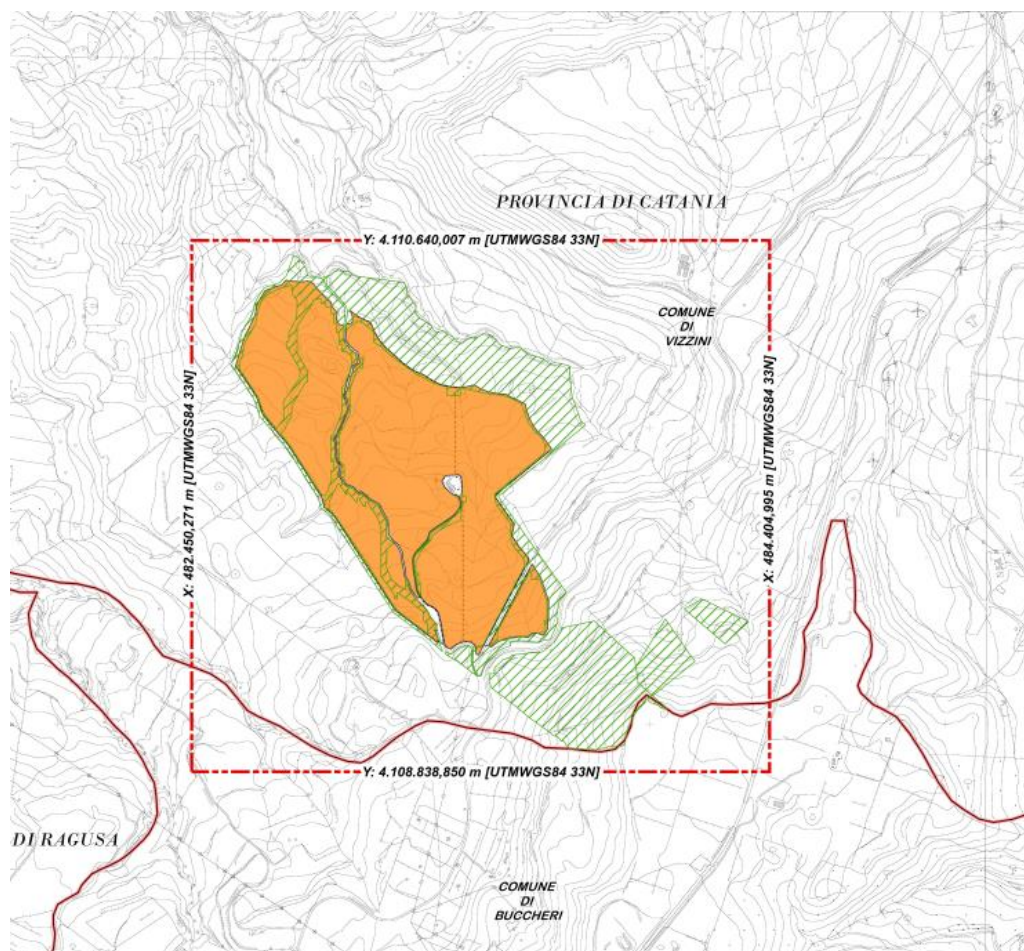 PROVINCIA DI CATANIA
Y: 4.110.640,007 m [UTMWGS84 33N]
COMUNE
DI
VIZZINI
X: 482.450,271 m [UTMWGS84 33N]
X: 484.404,995 m [UTMWGS84 33N]
Y: 4.108.838,850 m [UTMWGS84 33N]
DI RAGUSA
COMUNE
DI
BUCCHERI